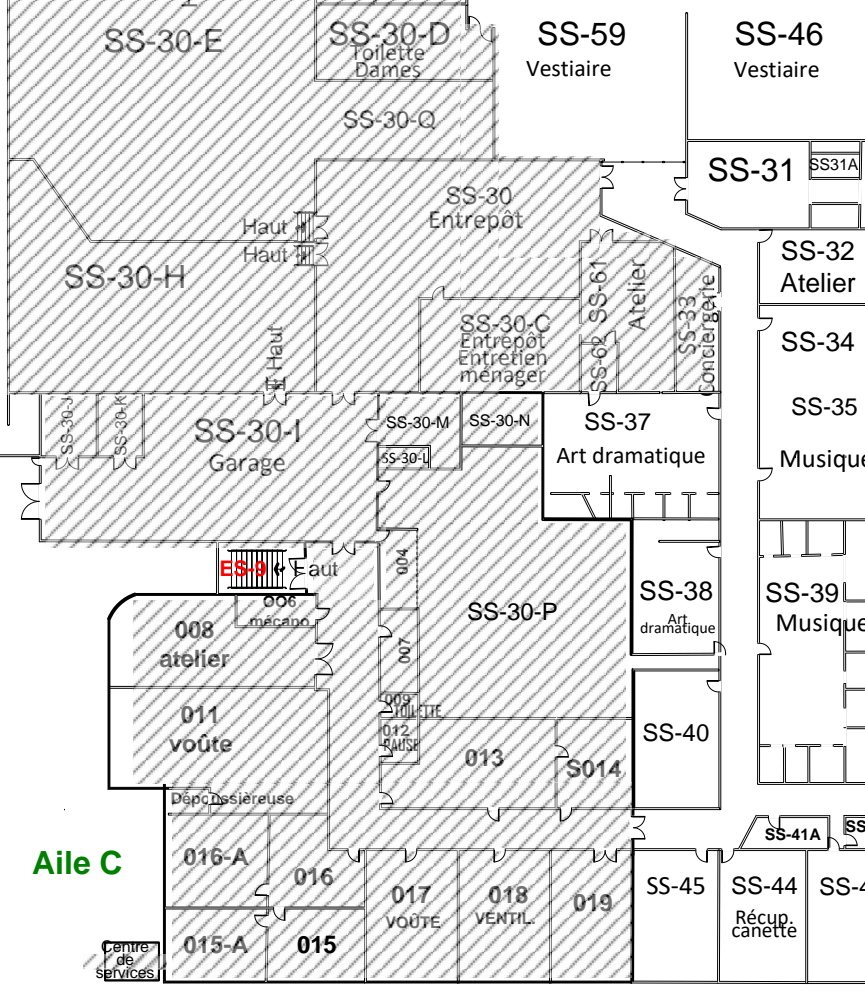 SS-30-E
SS-30-D
Toilette
Dames
SS-59
Vestiaire
SS-46
Vestiaire
SS-30-Q
SS-31
SS31A
SS-30
Entrepôt
Haut
Haut
SS-30-H
SS-61
Atelier
SS-33
Conciergerie
SS-32
Atelier
SS-30-C
Entrepôt
Entretien
ménager
SS-62
Haut
SS-34
SS-35
Musique
SS-30-J
SS-30-K
SS-30-I
Garage
SS-30-M
SS-30-L
SS-30-N
SS-37
Art dramatique
ES-9
Haut
004
SS-30-P
SS-38
Art
dramatique
SS-39
Musique
006
mécano
008
atelier
007
009
TOILETTE
012
PAUSE
011
voûte
013
S014
SS-40
Dépoussièreuse
SS-41A
SS
Aile C
016-A
016
017
VOÛTE
018
VENTIL.
019
SS-45
SS-44
Récup.
canette
SS-4
015-A
015
Centre
de
services